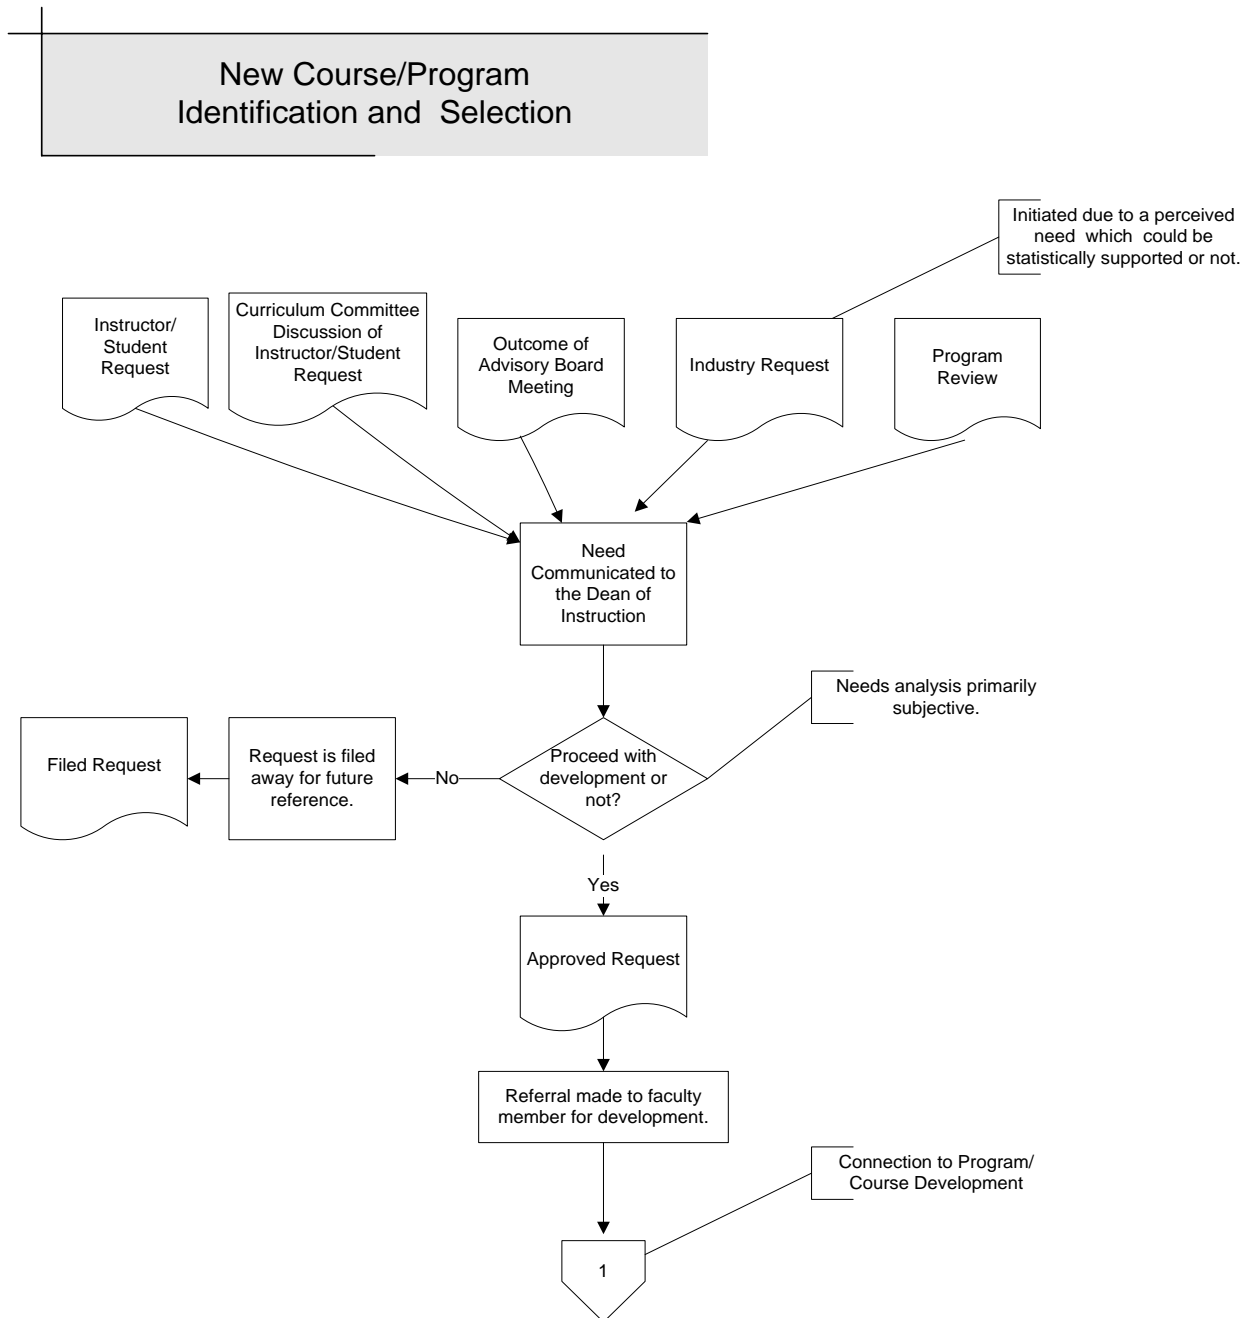 New Course/Program
Identification and Selection
Initiated due to a perceived
need which could be
statistically supported or not.
Instructor/
Student
Request
Curriculum Committee
Discussion of
Instructor/Student
Request
Outcome of
Advisory Board
Meeting
Industry Request
Program
Review
Need
Communicated to
the Dean of
Instruction
Needs analysis primarily
subjective.
Filed Request
Request is filed
away for future
reference.
No
Proceed with
development or
not?
Yes
Approved Request
Referral made to faculty
member for development.
Connection to Program/
Course Development
1